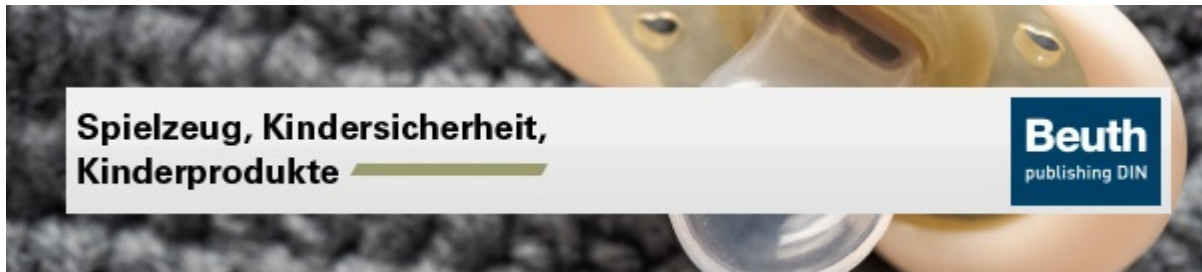 Spielzeug, Kindersicherheit,
Kinderprodukte
Beuth
publishing DIN